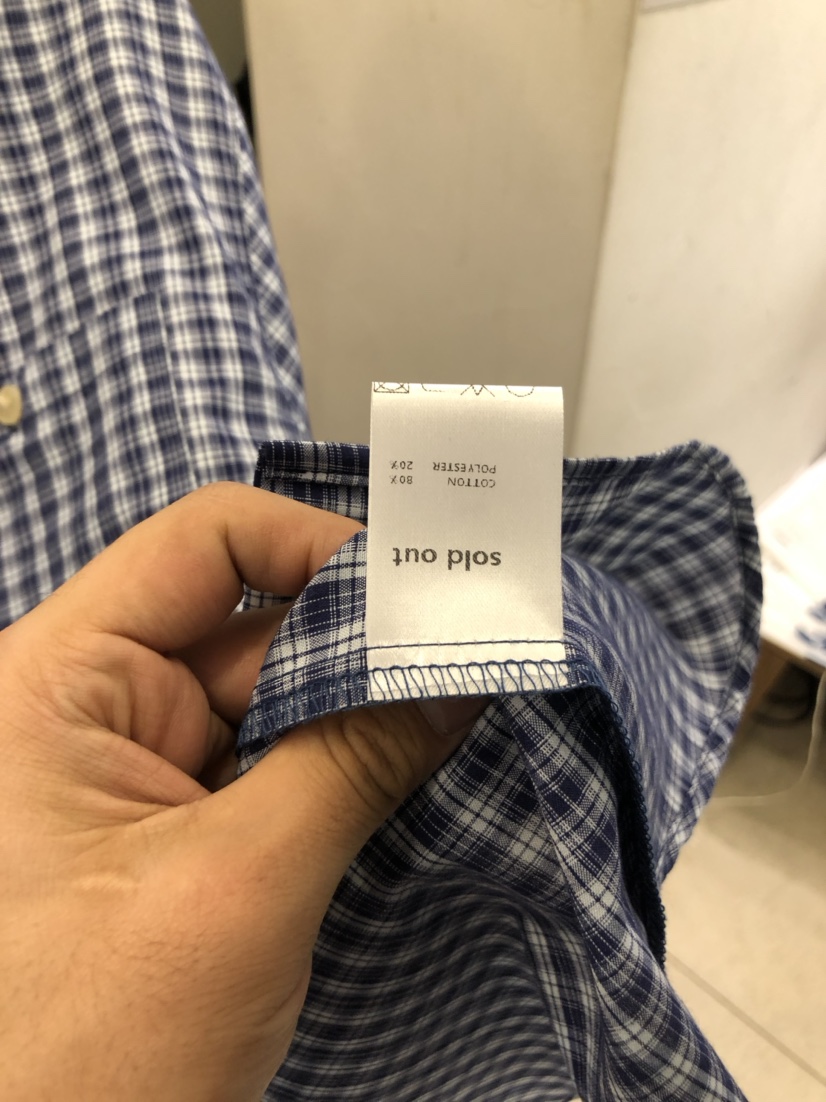 sold out
COTTON 80%
POLYESTER 20%